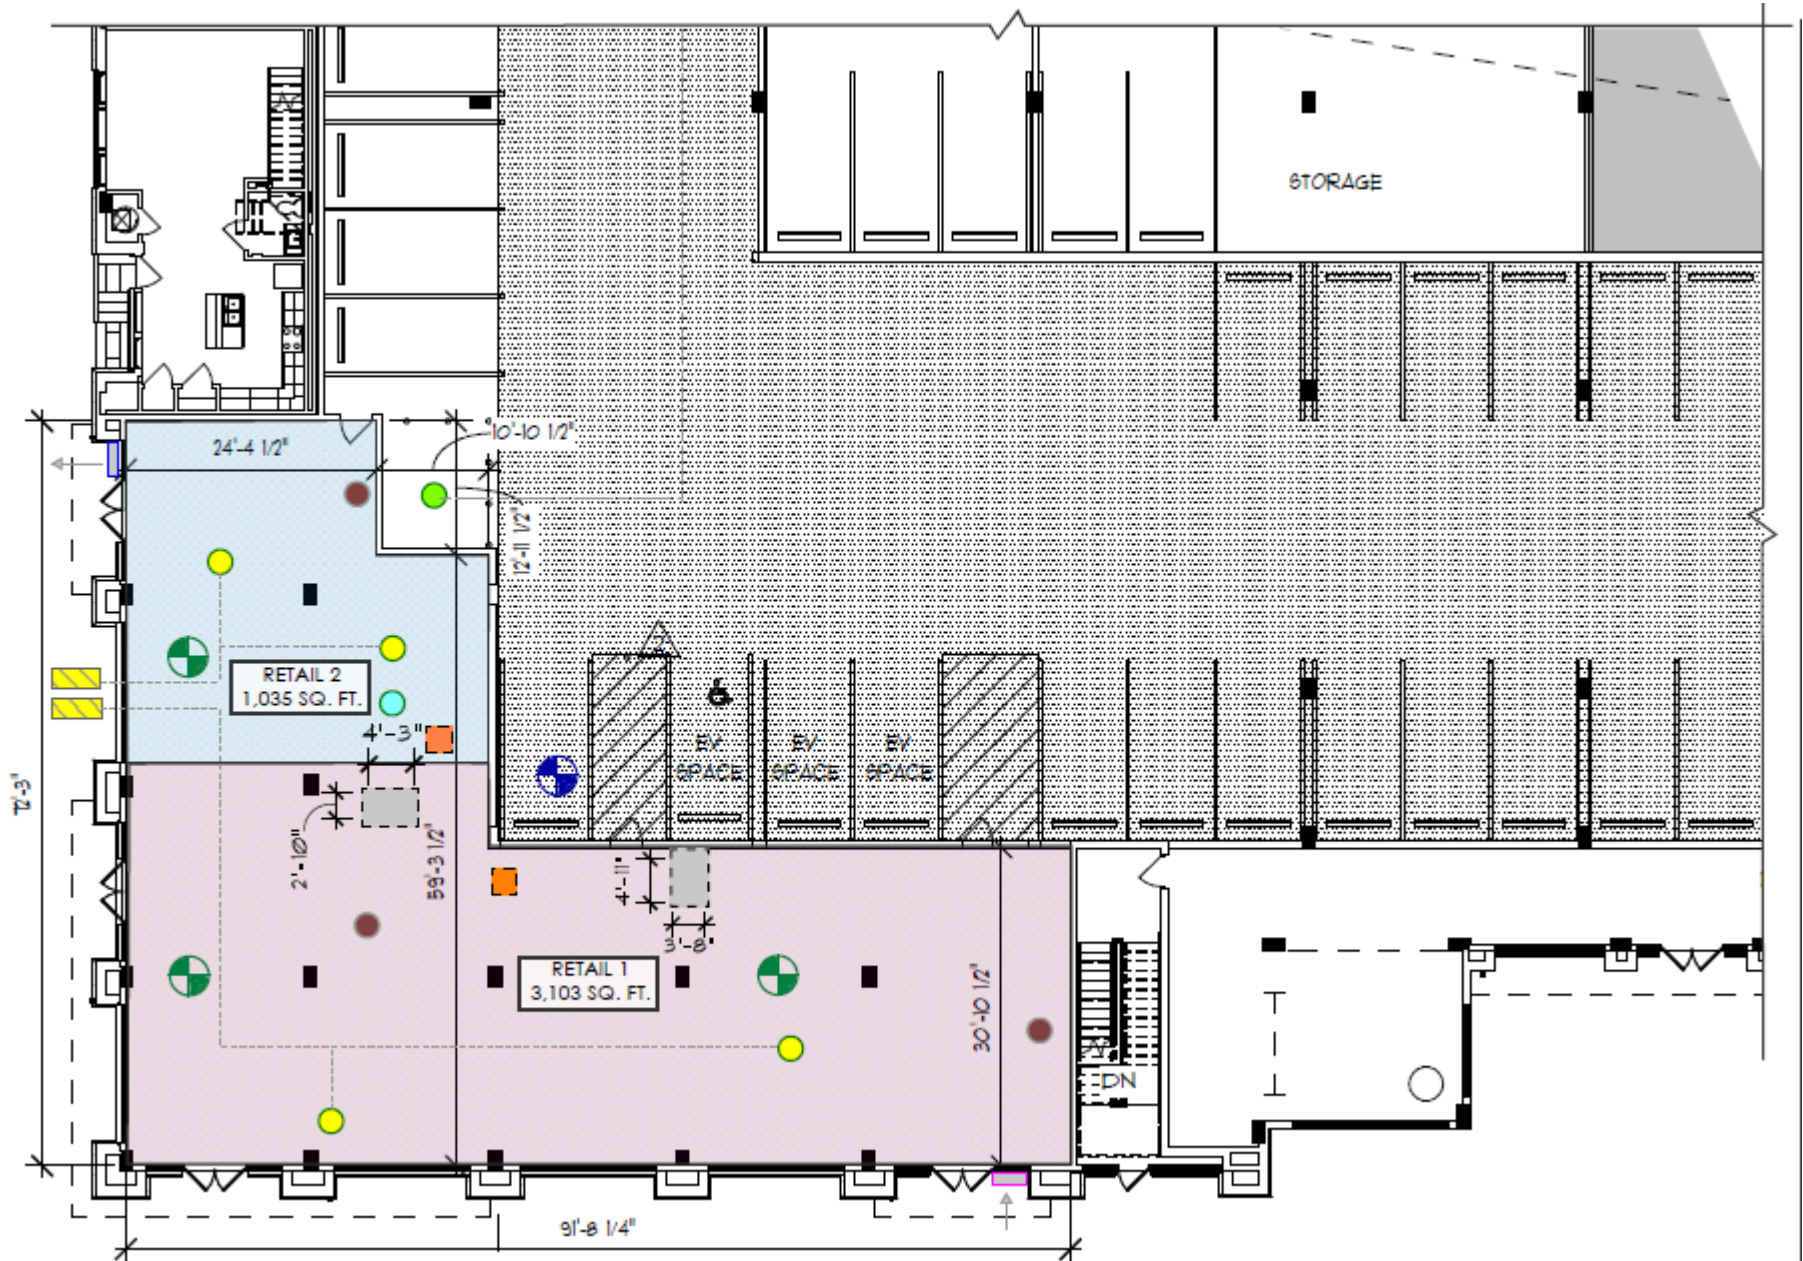 STORAGE
24'-4 1/2"
10'-10 1/2"
12'-11 1/2"
2
RETAIL 2
1,035 SQ. FT.
4'-3"
EV
SPACE
EV
SPACE
EV
SPACE
72'-3"
2'-10"
59'-3 1/2"
4'-11"
3'-8"
RETAIL 1
3,103 SQ. FT.
30'-10 1/2"
DN
91'-8 1/4"